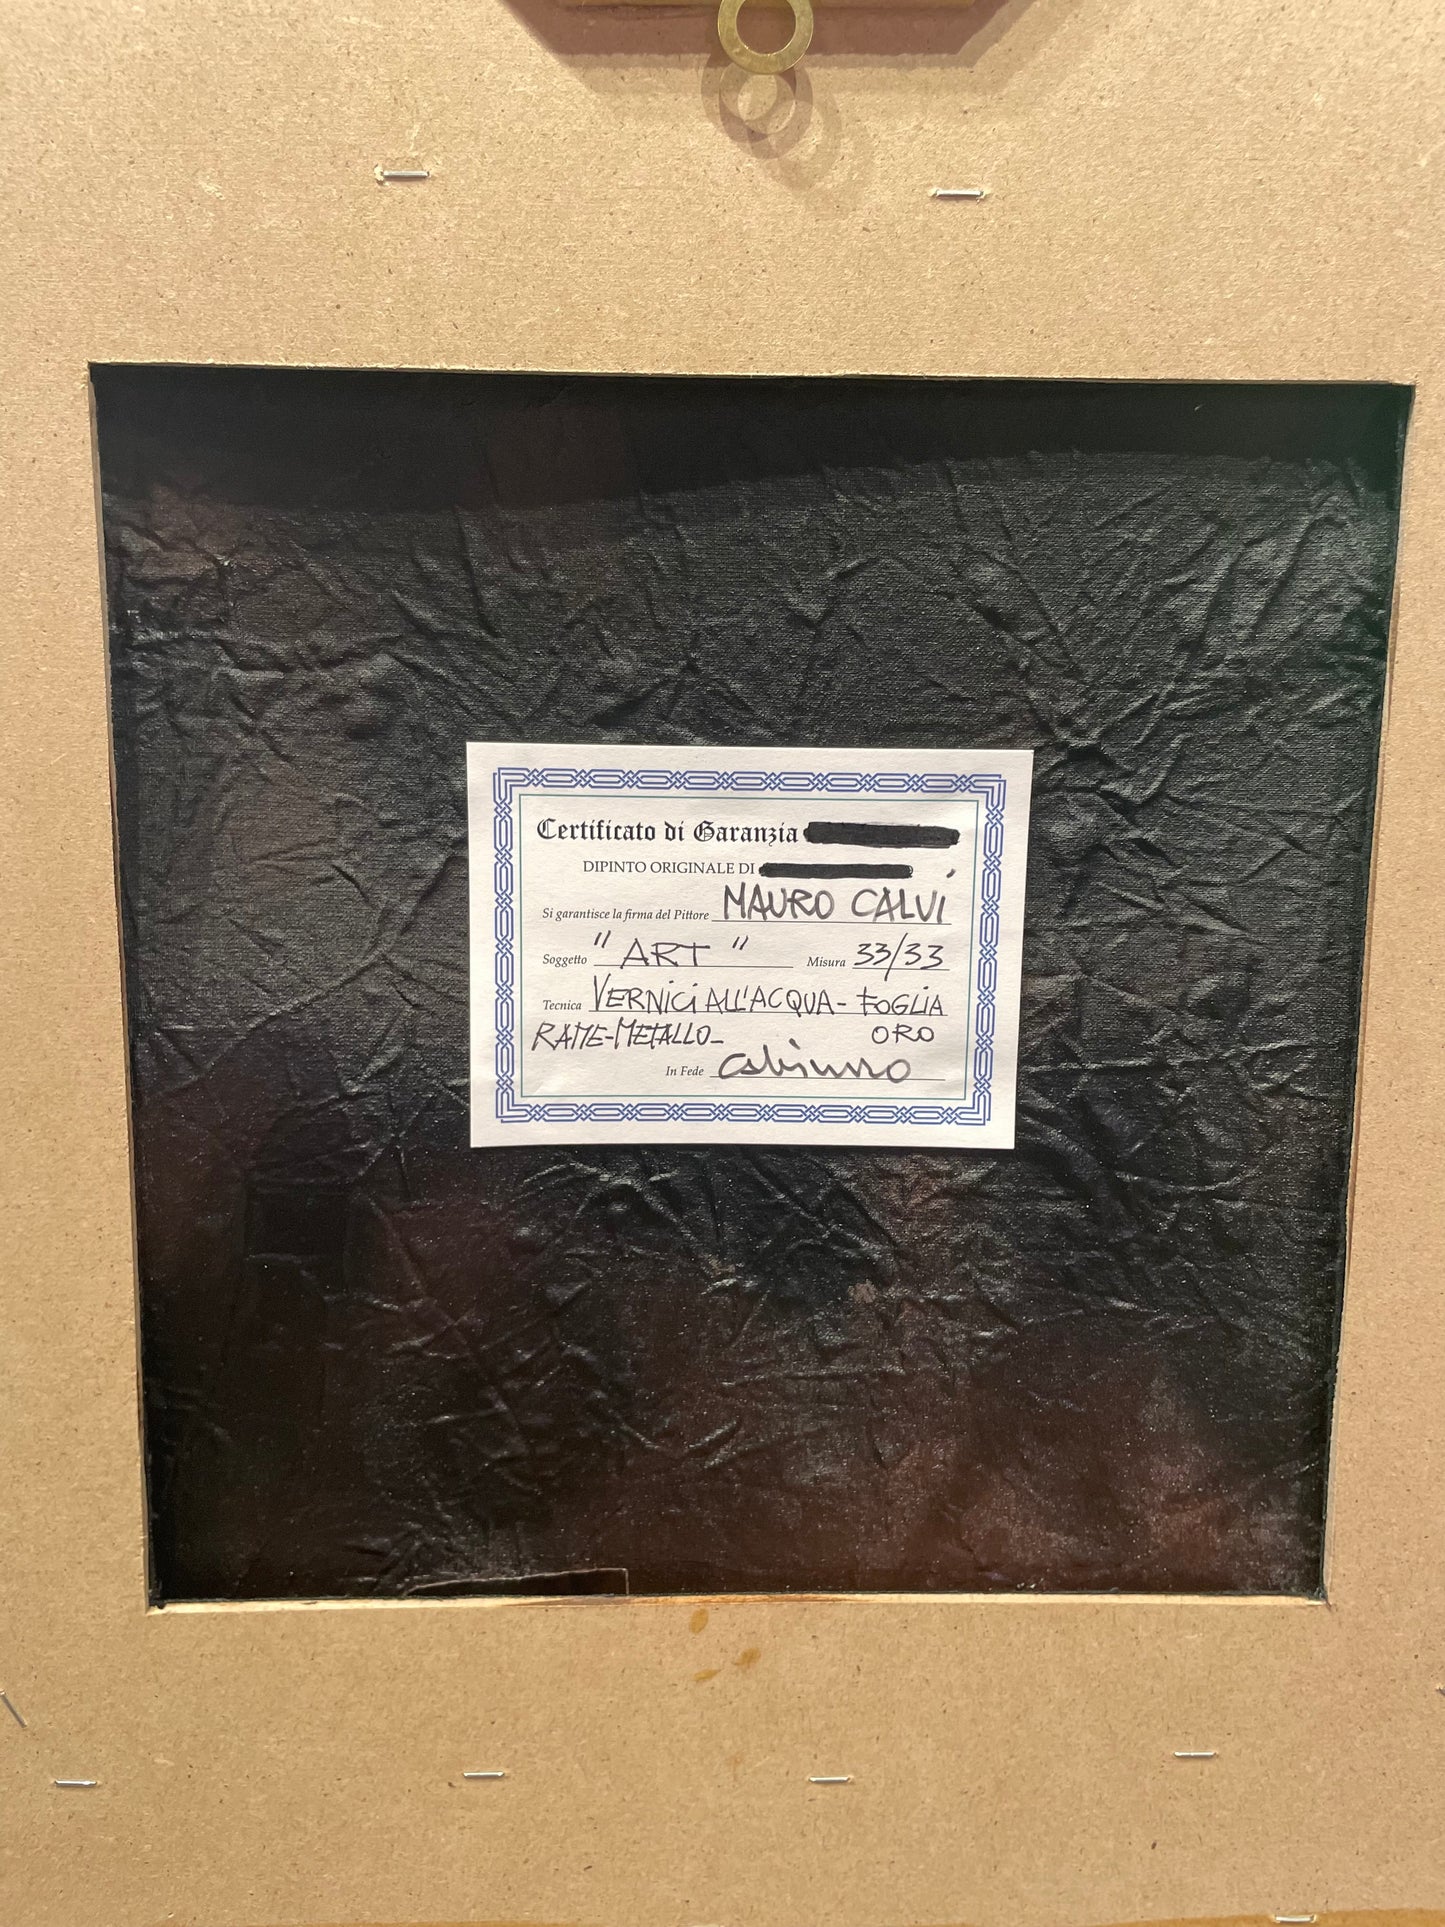 Certificato di Garanzia
DIPINTO ORIGINALE DI
Si garantisce la firma del Pittore MAURO CALVI
Soggetto "ART" Misura 33/33
Tecnica VERNICI ALL'ACQUA - FOGLIA
RAME-METALLO- ORO
In Fede